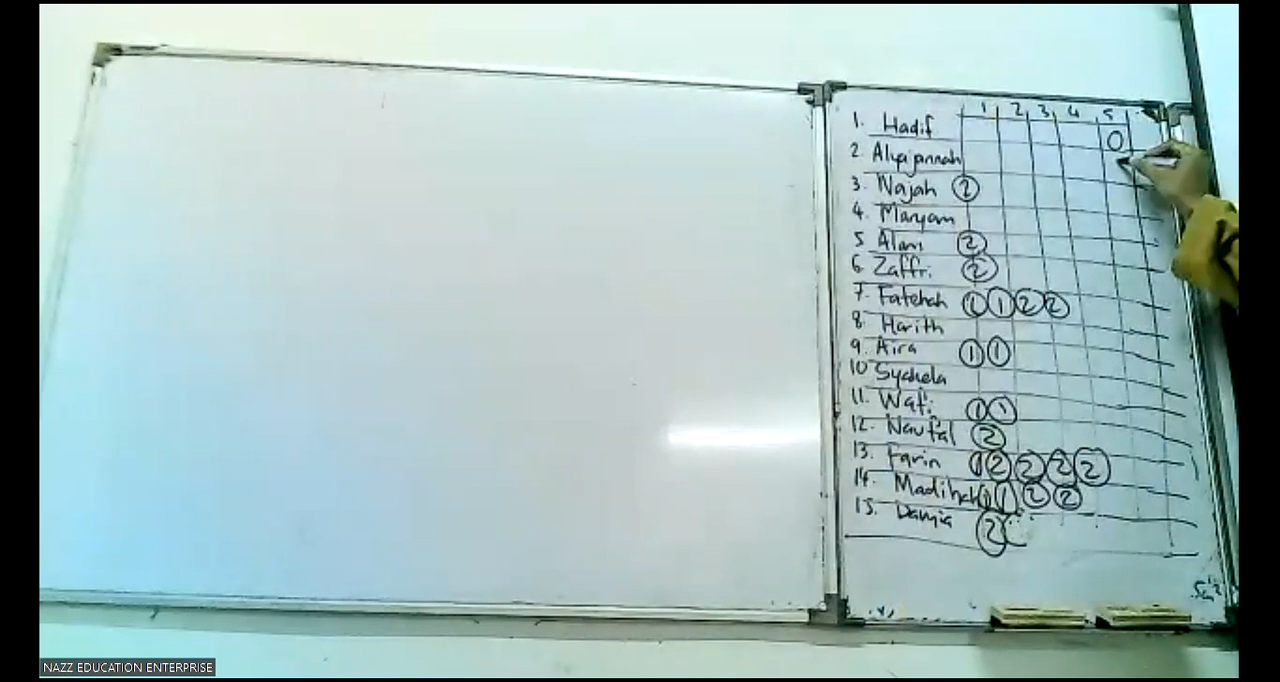 1 2 3 4 5
1. Hadif 0
2. Alyajannah
3. Najah 2
4. Maryam
5. Alani 2
6. Zaffri 2
7. Fatehah 1 1 2 2
8. Harith
9. Aira 1 1
10 Syahela
11. Wafi 1 1
12. Naufal 2
13. Farin 1 2 2 2 2
14. Madihah 1 1 2 2
15. Damia 2
NAZZ EDUCATION ENTERPRISE